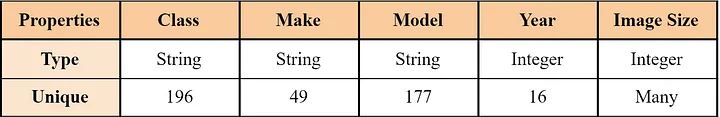 Properties Class Make Model Year Image Size
Type String String String Integer Integer
Unique 196 49 177 16 Many